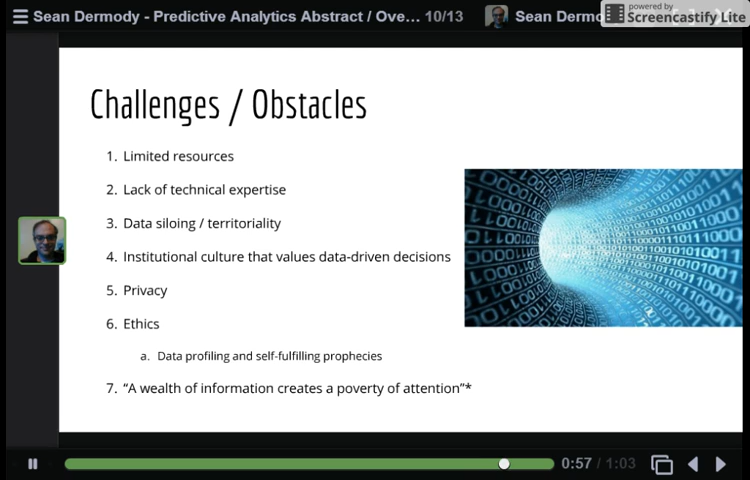 Sean Dermody - Predictive Analytics Abstract / Ove... 10/13
Sean Dermo
powered by
Screencastify Lite
Challenges / Obstacles
1. Limited resources
2. Lack of technical expertise
3. Data siloing / territoriality
4. Institutional culture that values data-driven decisions
5. Privacy
6. Ethics
a. Data profiling and self-fulfilling prophecies
7. “A wealth of information creates a poverty of attention”*
0:57 / 1:03